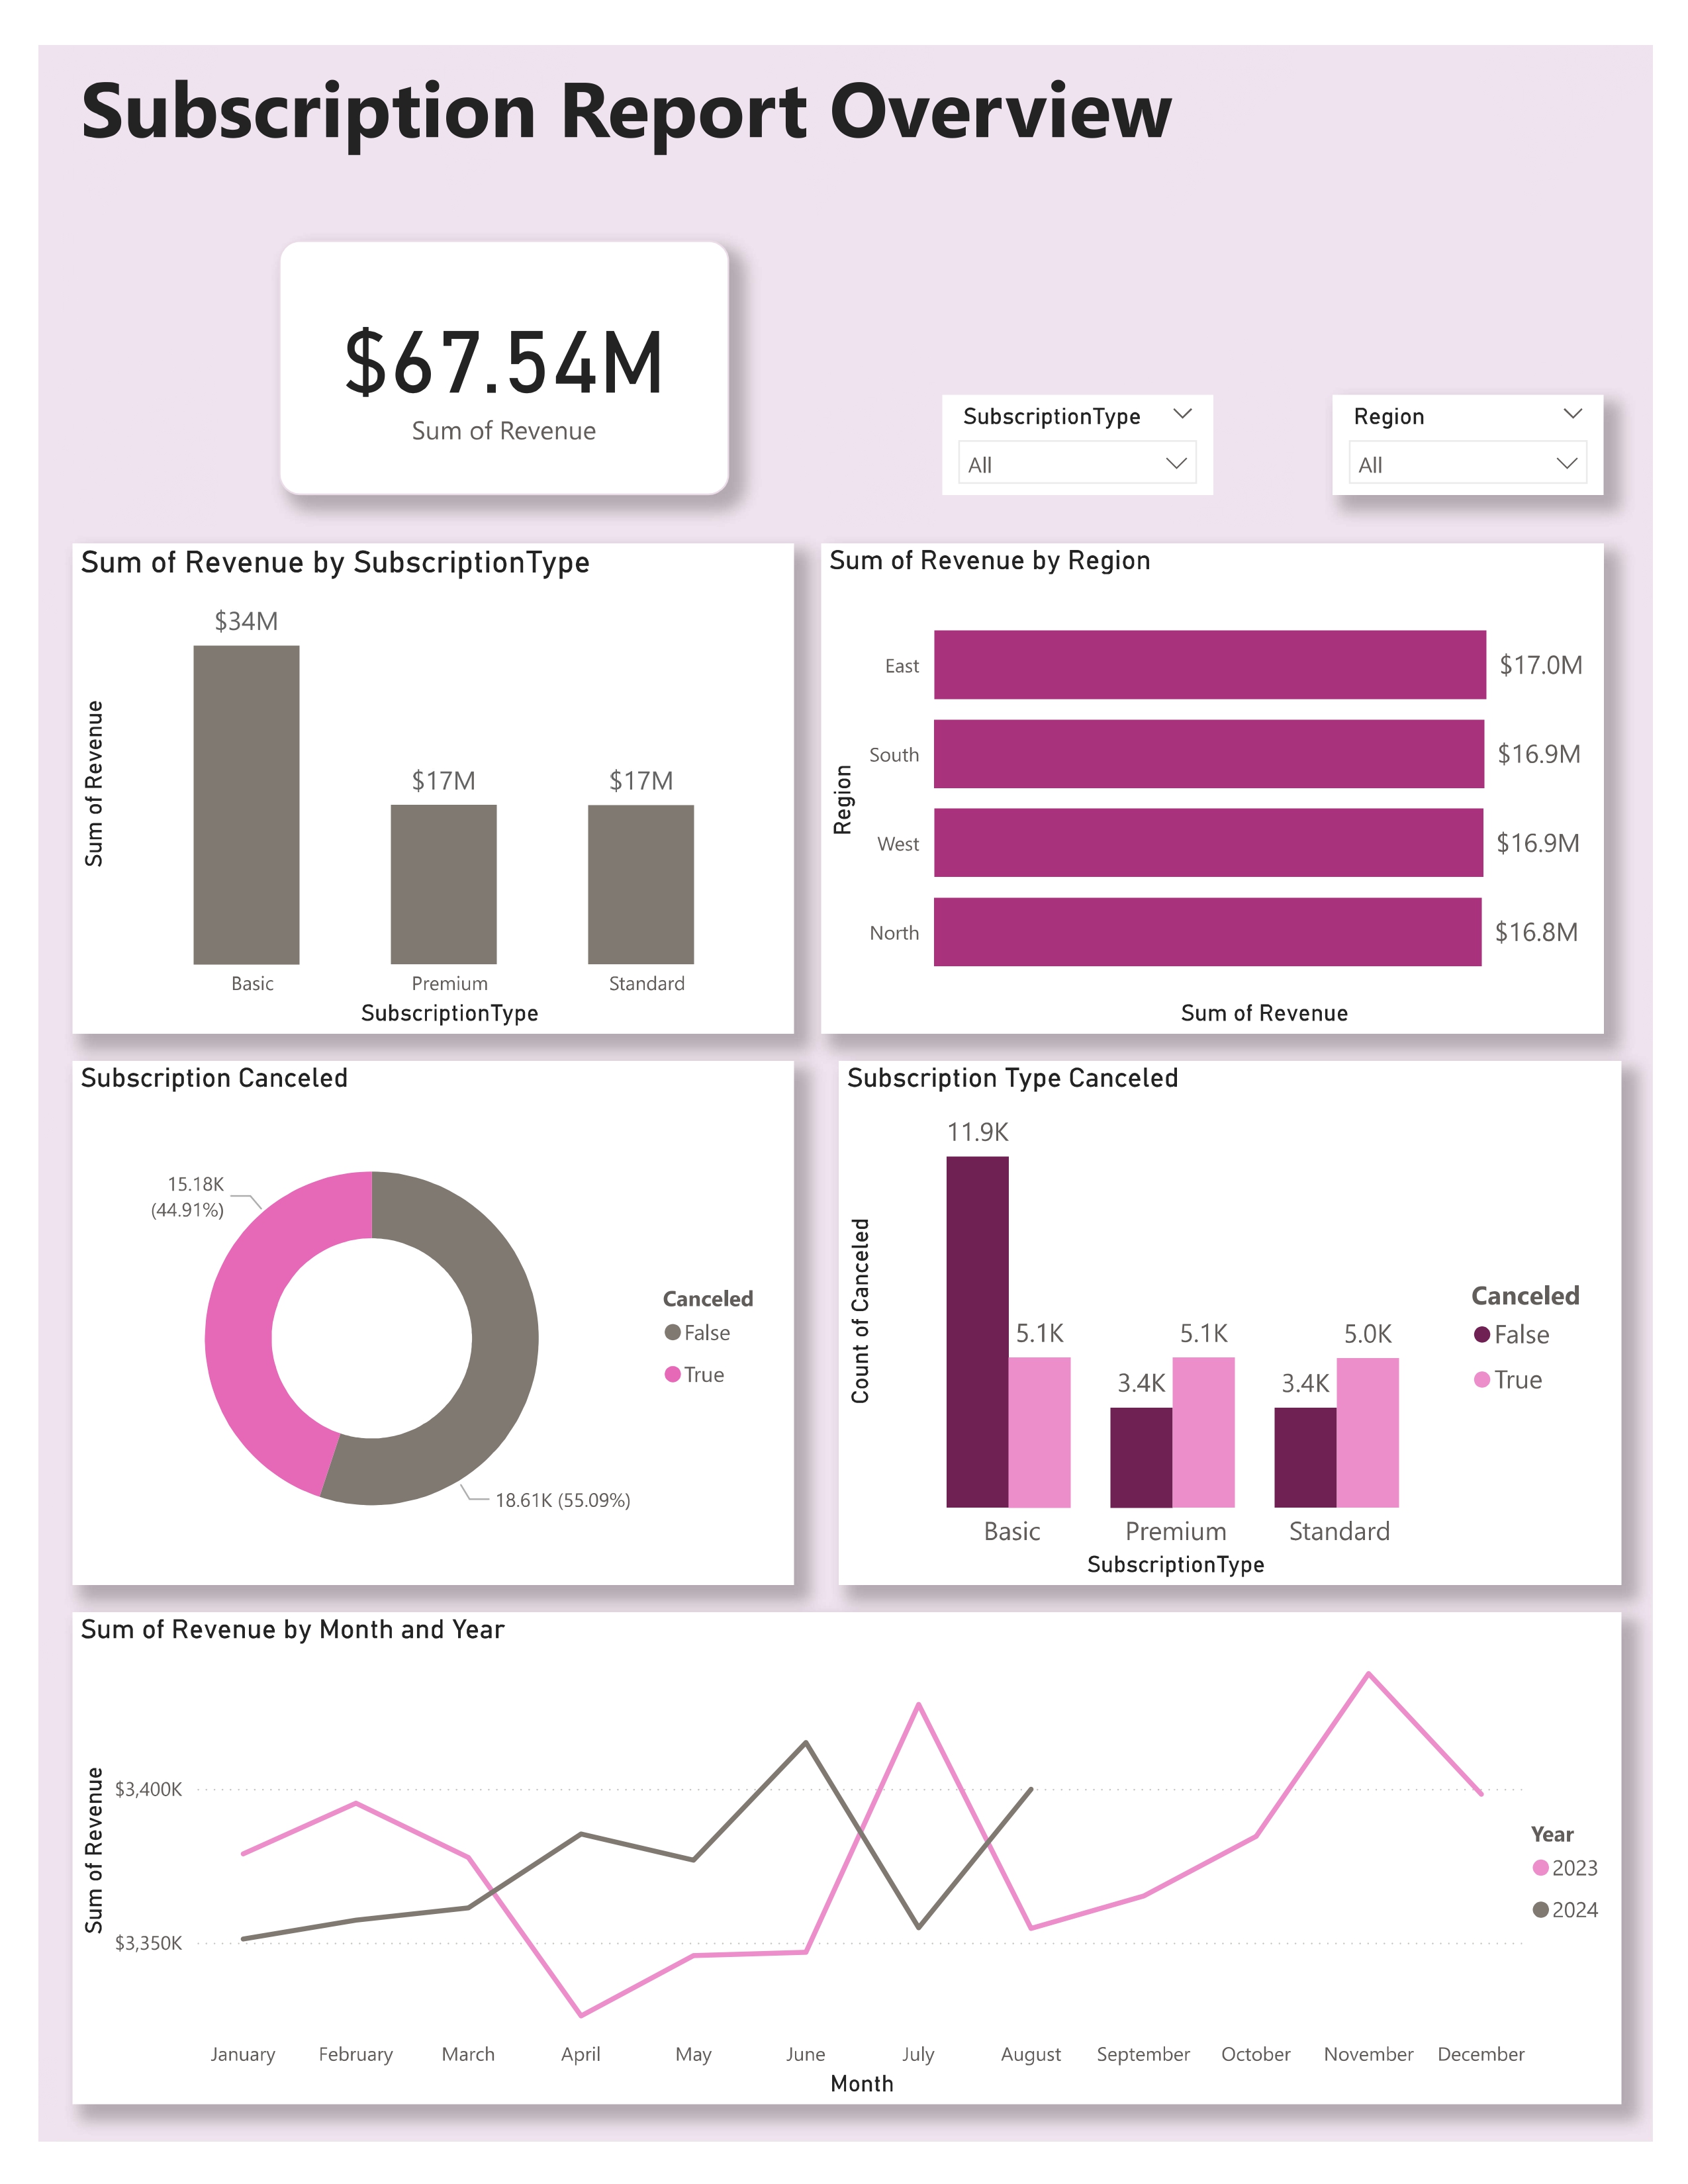 Subscription Report Overview
$67.54M
Sum of Revenue
SubscriptionType
All
Region
All
Sum of Revenue by SubscriptionType
Sum of Revenue
$34M
$17M
$17M
Basic
Premium
Standard
SubscriptionType
Sum of Revenue by Region
Region
East
$17.0M
South
$16.9M
West
$16.9M
North
$16.8M
Sum of Revenue
Subscription Canceled
15.18K
(44.91%)
18.61K (55.09%)
Canceled
False
True
Subscription Type Canceled
Count of Canceled
11.9K
5.1K
3.4K
5.1K
3.4K
5.0K
Basic
Premium
Standard
SubscriptionType
Canceled
False
True
Sum of Revenue by Month and Year
Sum of Revenue
$3,400K
$3,350K
January
February
March
April
May
June
July
August
September
October
November
December
Month
Year
2023
2024